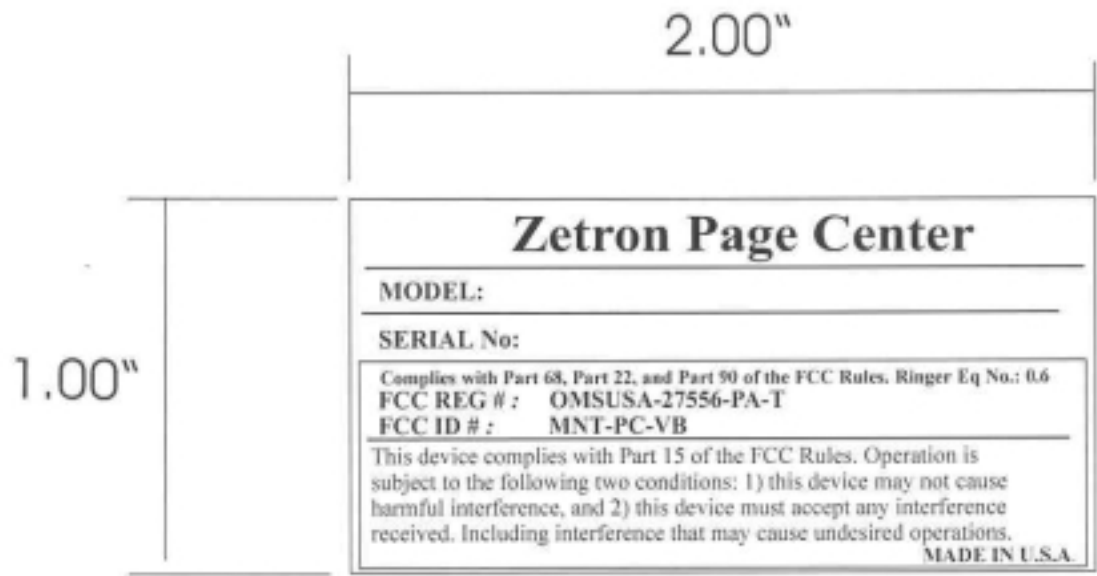 2.00"
Zetron Page Center
MODEL:
SERIAL No:
1.00"
Complies with Part 68, Part 22, and Part 90 of the FCC Rules. Ringer Eq No.: 0.6
FCC REG # : OMSUSA-27556-PA-T
FCC ID # : MNT-PC-VB
This device complies with Part 15 of the FCC Rules. Operation is
subject to the following two conditions: 1) this device may not cause
harmful interference, and 2) this device must accept any interference
received. Including interference that may cause undesired operations.
MADE IN U.S.A.